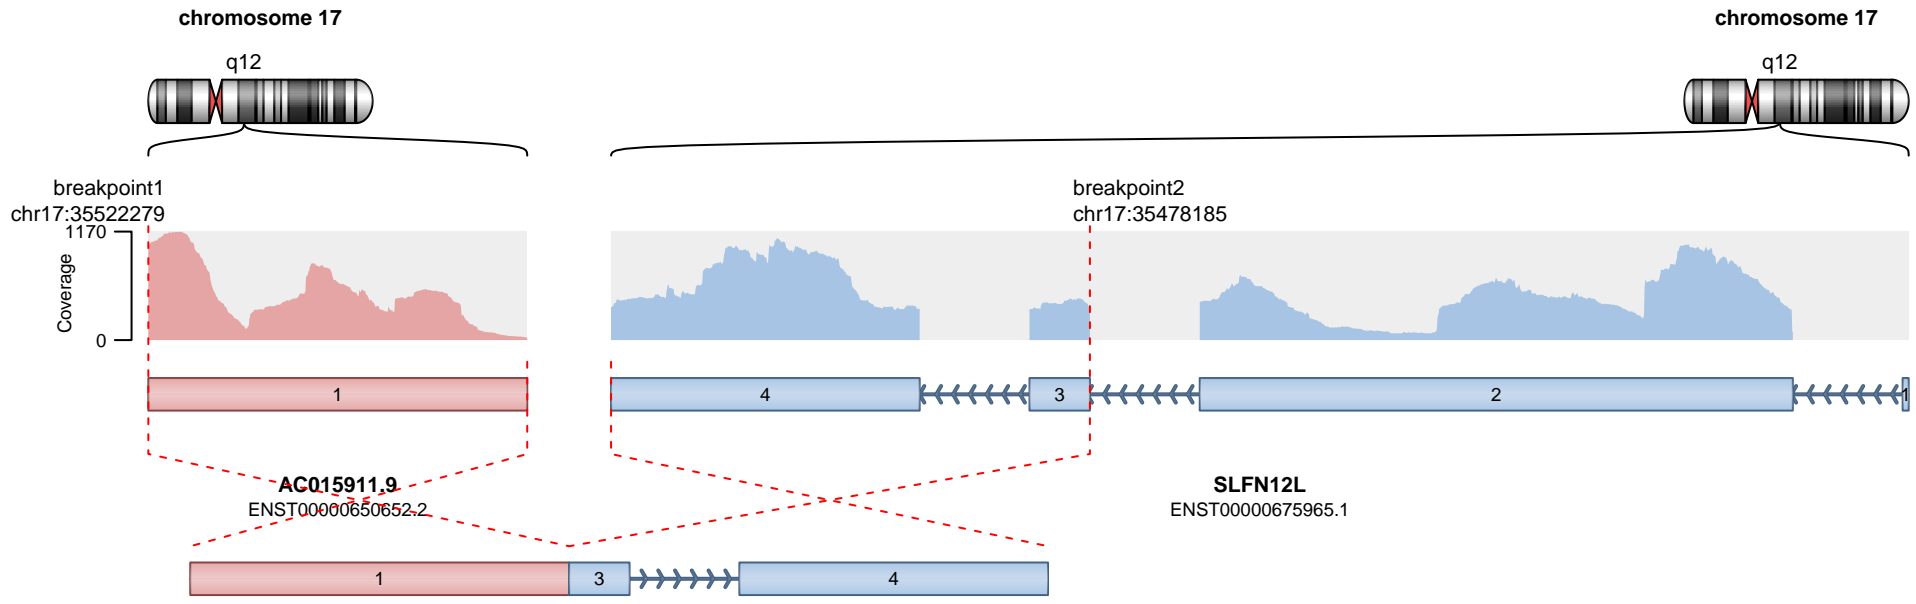 chromosome 17
chromosome 17
q12
q12
breakpoint1
chr17:35522279
breakpoint2
chr17:35478185
1170
Coverage
0
1
4
3
2
1
AC015911.9
ENST00000650652.2
SLFN12L
ENST00000675965.1
1
3
4